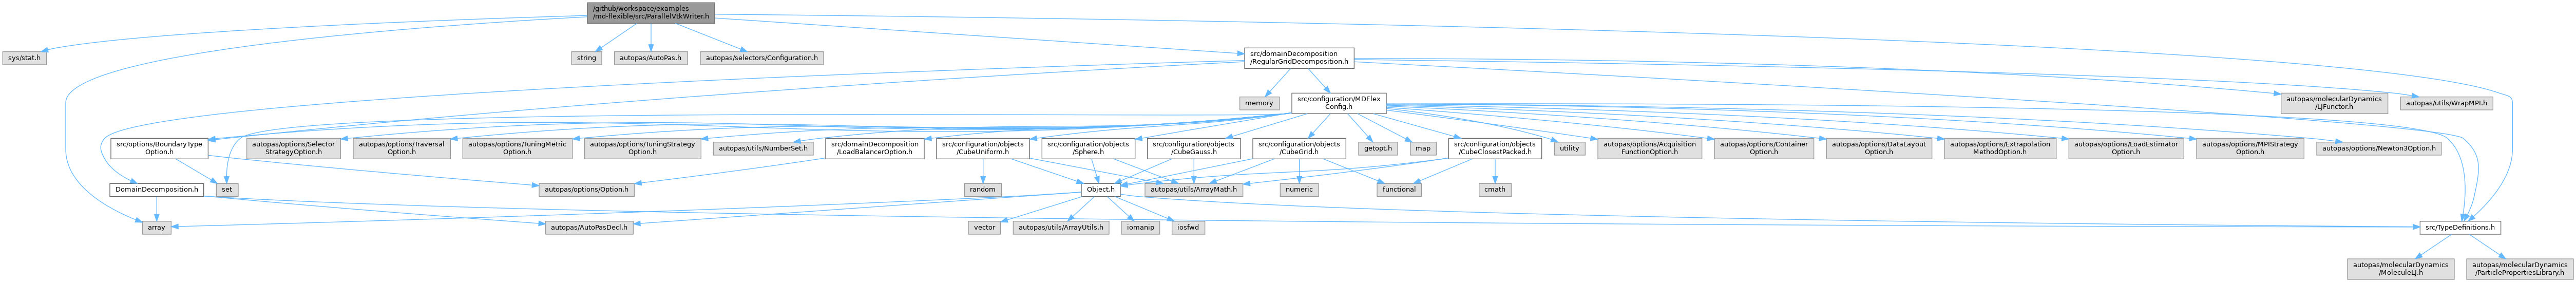 /github/workspace/examples
/md-flexible/src/ParallelVtkWriter.h
sys/stat.h
string
autopas/AutoPas.h
autopas/selectors/Configuration.h
src/domainDecomposition
/RegularGridDecomposition.h
memory
src/configuration/MDFlex
Config.h
autopas/molecularDynamics
/LJFunctor.h
autopas/utils/WrapMPI.h
src/options/BoundaryType
Option.h
autopas/options/Selector
StrategyOption.h
autopas/options/Traversal
Option.h
autopas/options/TuningMetric
Option.h
autopas/options/TuningStrategy
Option.h
autopas/utils/NumberSet.h
src/domainDecomposition
/LoadBalancerOption.h
src/configuration/objects
/CubeUniform.h
src/configuration/objects
/Sphere.h
src/configuration/objects
/CubeGauss.h
src/configuration/objects
/CubeGrid.h
getopt.h
map
src/configuration/objects
/CubeClosestPacked.h
utility
autopas/options/Acquisition
FunctionOption.h
autopas/options/Container
Option.h
autopas/options/DataLayout
Option.h
autopas/options/Extrapolation
MethodOption.h
autopas/options/LoadEstimator
Option.h
autopas/options/MPIStrategy
Option.h
autopas/options/Newton3Option.h
DomainDecomposition.h
set
autopas/options/Option.h
random
Object.h
autopas/utils/ArrayMath.h
numeric
functional
cmath
array
autopas/AutoPasDecl.h
vector
autopas/utils/ArrayUtils.h
iomanip
iosfwd
src/TypeDefinitions.h
autopas/molecularDynamics
/MoleculeLJ.h
autopas/molecularDynamics
/ParticlePropertiesLibrary.h